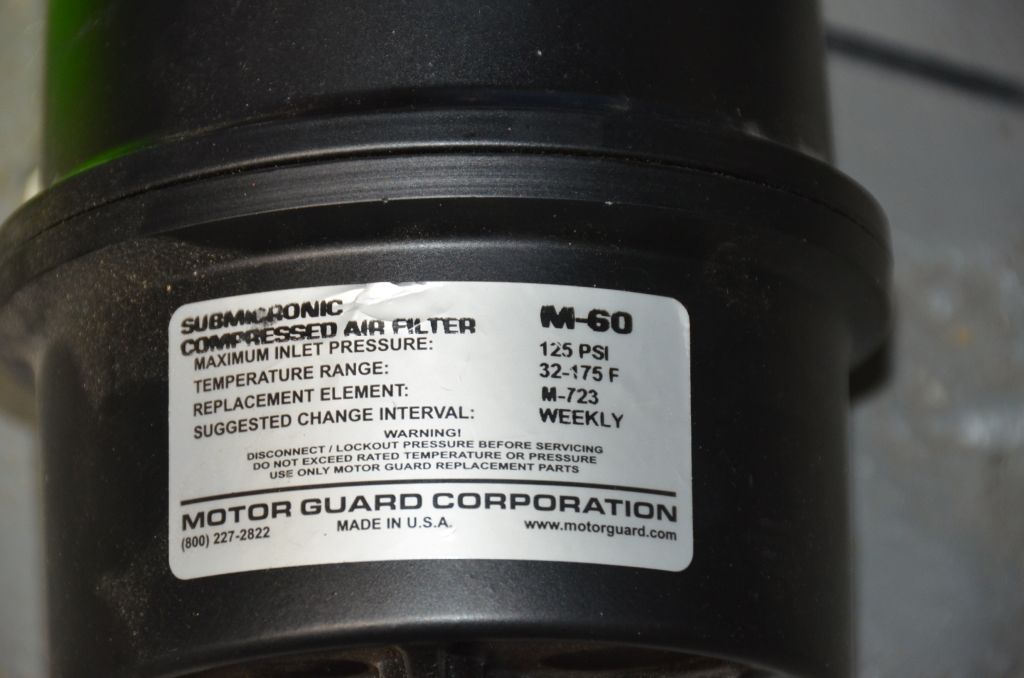 SUBMICRONIC
COMPRESSED AIR FILTER M-60
MAXIMUM INLET PRESSURE: 125 PSI
TEMPERATURE RANGE: 32-175 F
REPLACEMENT ELEMENT: M-723
SUGGESTED CHANGE INTERVAL: WEEKLY
WARNING!
DISCONNECT / LOCKOUT PRESSURE BEFORE SERVICING
DO NOT EXCEED RATED TEMPERATURE OR PRESSURE
USE ONLY MOTOR GUARD REPLACEMENT PARTS
MOTOR GUARD CORPORATION
(800) 227-2822 MADE IN U.S.A. www.motorguard.com